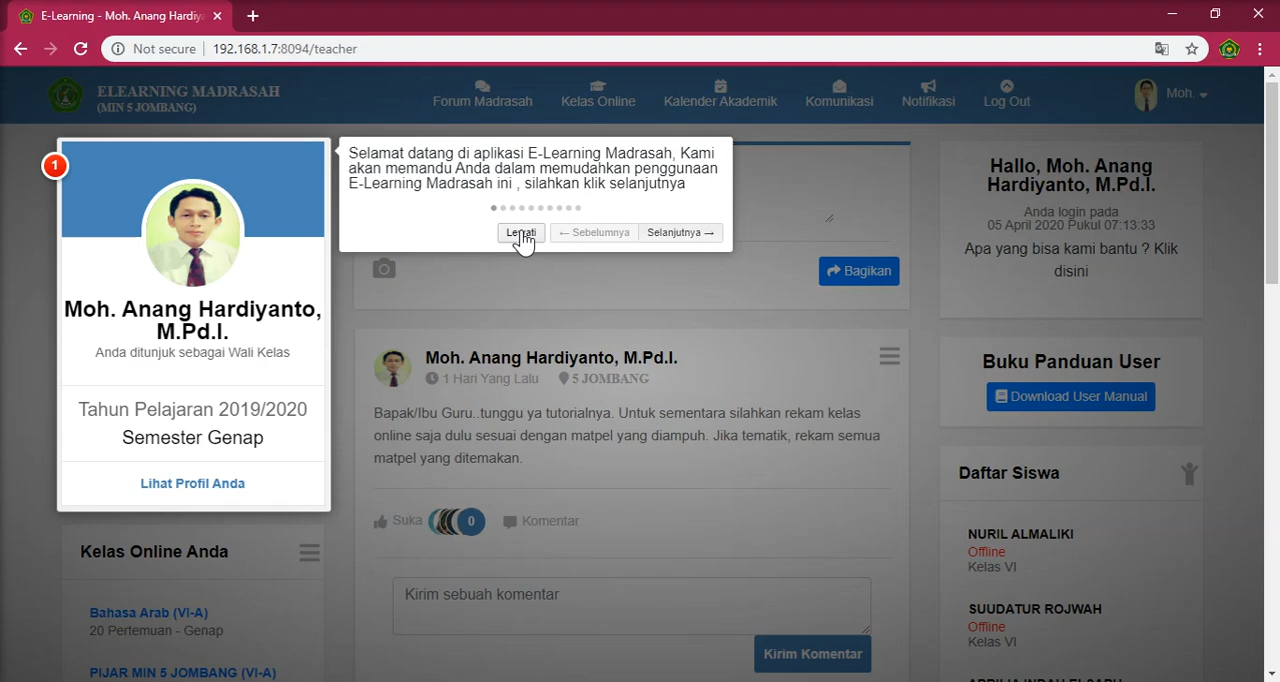 E-Learning - Moh. Anang Hardiya
Not secure
192.168.1.7:8094/teacher
ELEARNING MADRASAH
(MIN 5 JOMBANG)
Forum Madrasah
Kelas Online
Kalender Akademik
Komunikasi
Notifikasi
Log Out
Moh.
1
Moh. Anang Hardiyanto,
M.Pd.I.
Anda ditunjuk sebagai Wali Kelas
Tahun Pelajaran 2019/2020
Semester Genap
Lihat Profil Anda
Kelas Online Anda
Bahasa Arab (VI-A)
20 Pertemuan - Genap
PIJAR MIN 5 JOMBANG (VI-A)
Selamat datang di aplikasi E-Learning Madrasah, Kami
akan memandu Anda dalam memudahkan penggunaan
E-Learning Madrasah ini , silahkan klik selanjutnya
Lewati
← Sebelumnya
Selanjutnya →
Bagikan
Moh. Anang Hardiyanto, M.Pd.I.
1 Hari Yang Lalu
5 JOMBANG
Bapak/Ibu Guru..tunggu ya tutorialnya. Untuk sementara silahkan rekam kelas
online saja dulu sesuai dengan matpel yang diampuh. Jika tematik, rekam semua
matpel yang ditemakan.
Suka
0
Komentar
Kirim sebuah komentar
Kirim Komentar
Hallo, Moh. Anang
Hardiyanto, M.Pd.I.
Anda login pada
05 April 2020 Pukul 07:13:33
Apa yang bisa kami bantu ? Klik
disini
Buku Panduan User
Download User Manual
Daftar Siswa
NURIL ALMALIKI
Offline
Kelas VI
SUUDATUR ROJWAH
Offline
Kelas VI